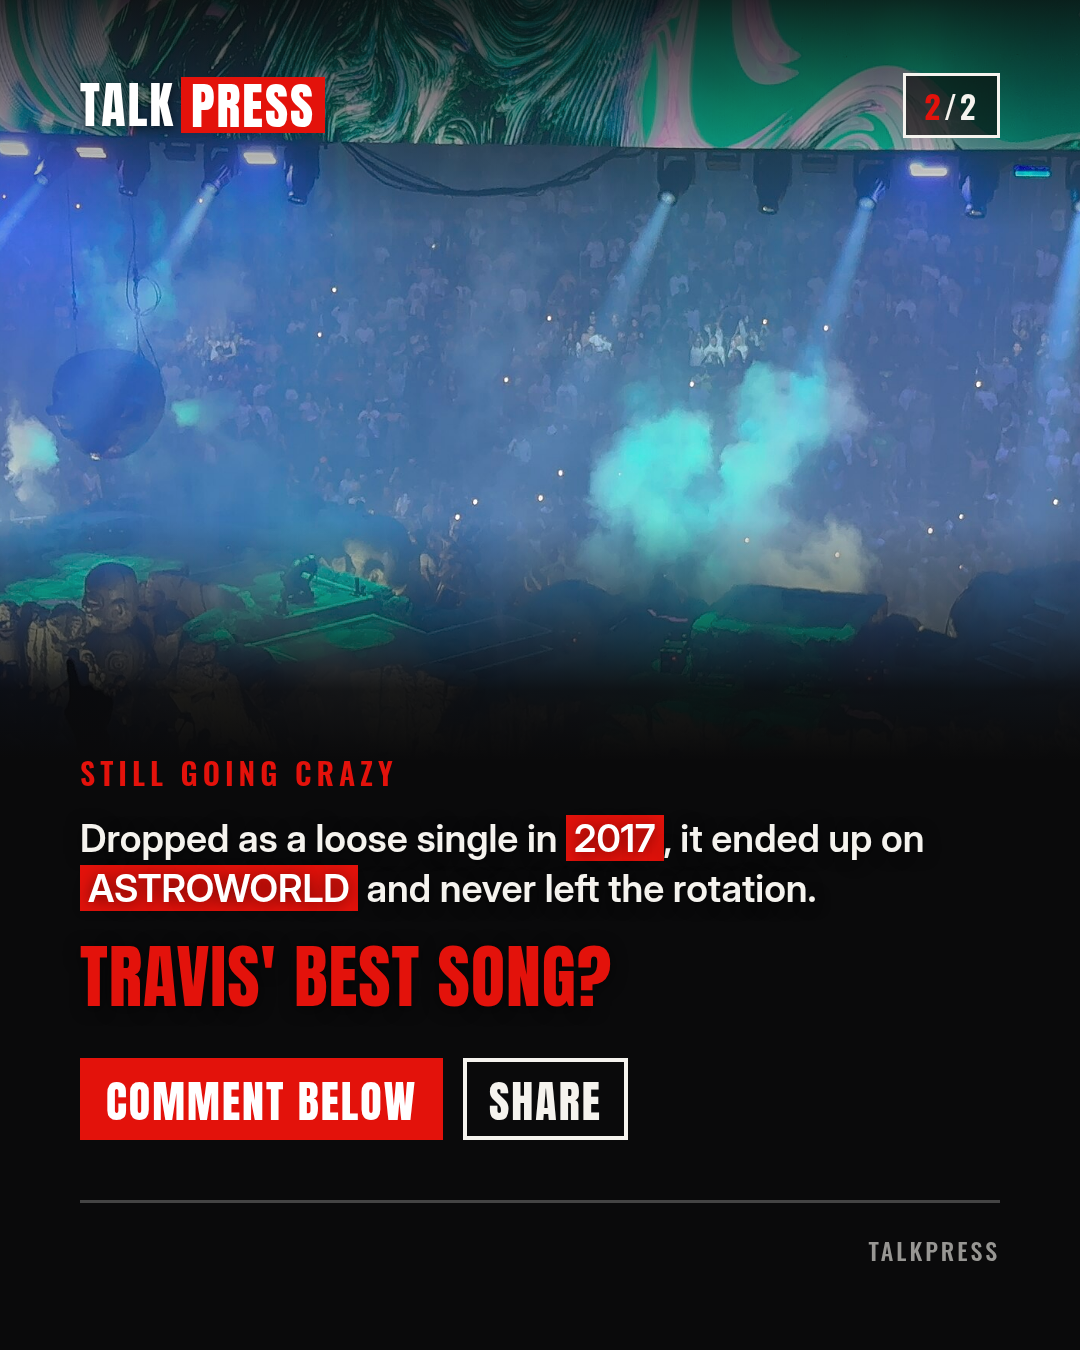 TALK PRESS
2/2
STILL GOING CRAZY
Dropped as a loose single in 2017, it ended up on
ASTROWORLD and never left the rotation.
TRAVIS' BEST SONG?
COMMENT BELOW
SHARE
TALKPRESS